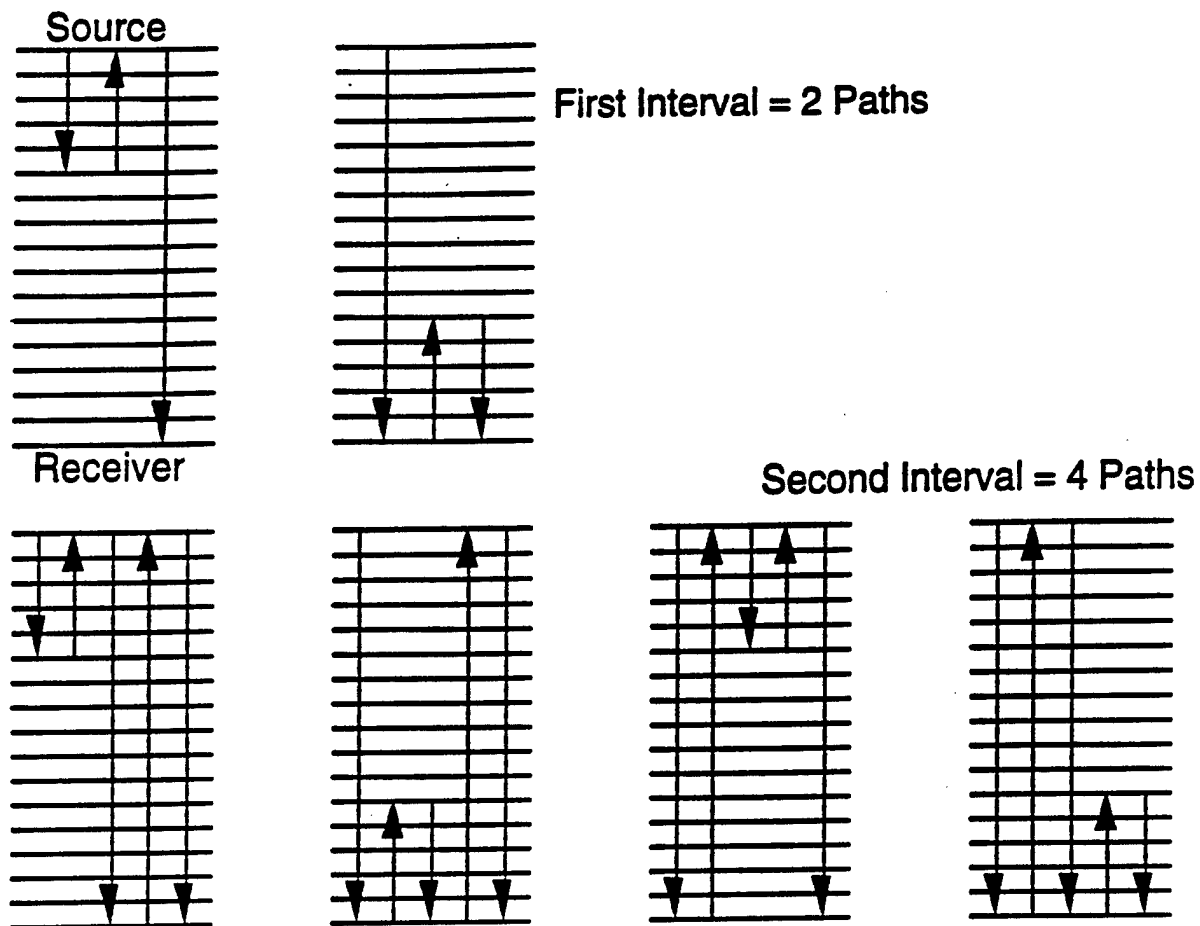 Source
First Interval = 2 Paths
Receiver
Second Interval = 4 Paths